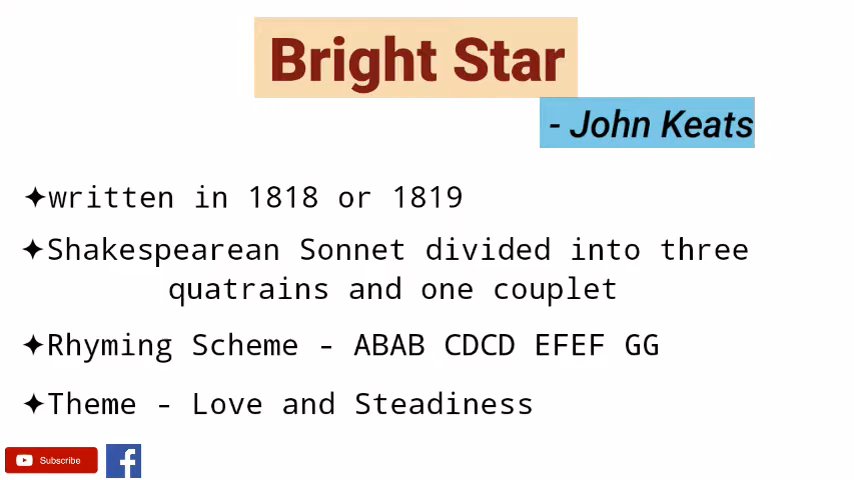 Bright Star
- John Keats
✦written in 1818 or 1819
✦Shakespearean Sonnet divided into three
quatrains and one couplet
✦Rhyming Scheme - ABAB CDCD EFEF GG
✦Theme - Love and Steadiness
Subscribe
f